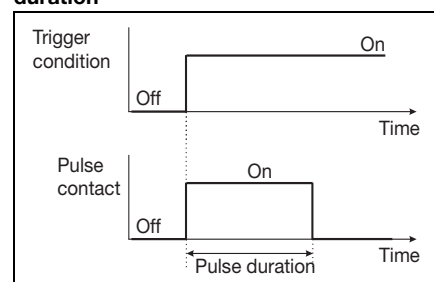 duration
Trigger
condition
On
Off
Time
Pulse
contact
On
Off
Time
Pulse duration